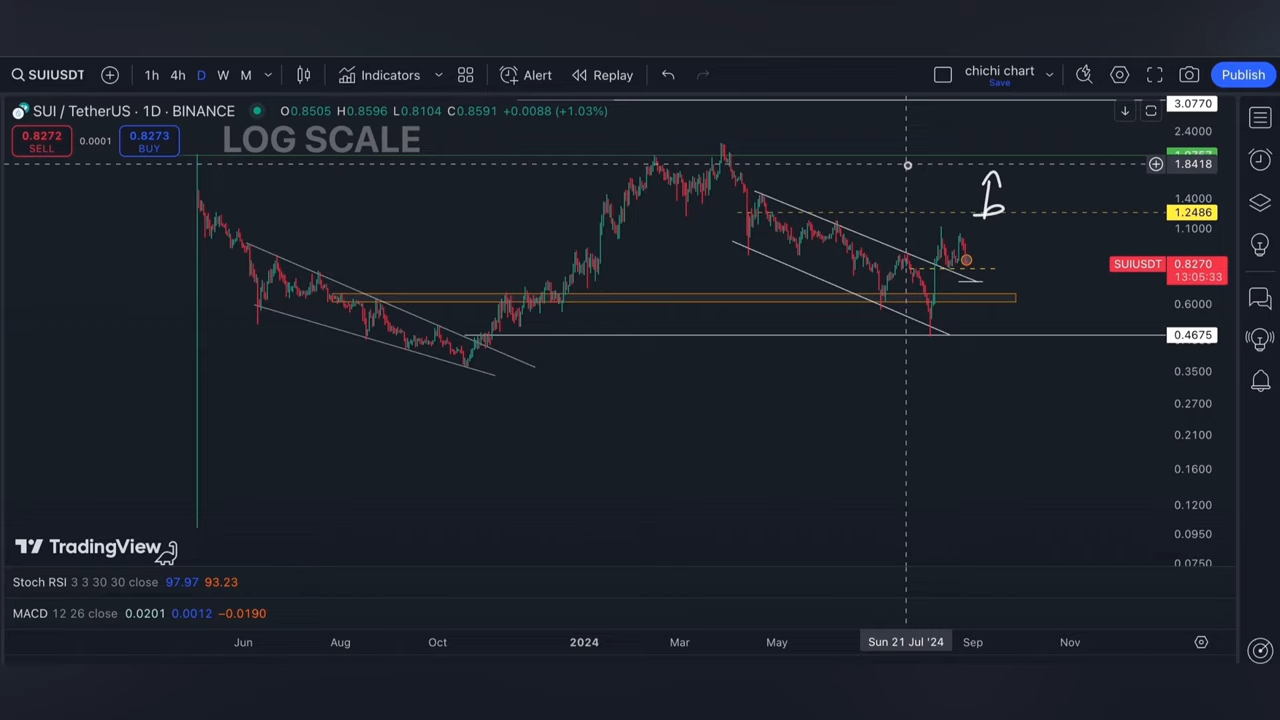 SUIUSDT
1h 4h D W M
Indicators
Alert
Replay
chichi chart
Save
Publish
SUI / TetherUS · 1D · BINANCE
O0.8505 H0.8596 L0.8104 C0.8591 +0.0088 (+1.03%)
0.8272
SELL
0.0001
0.8273
BUY
LOG SCALE
3.0770
2.4000
1.8418
1.4000
1.2486
1.1000
SUIUSDT
0.8270
13:05:33
0.6000
0.4675
0.3500
0.2700
0.2100
0.1600
0.1200
0.0950
0.0750
TradingView
Stoch RSI 3 3 30 30 close 97.97 93.23
MACD 12 26 close 0.0201 0.0012 −0.0190
Jun Aug Oct 2024 Mar May Sun 21 Jul '24 Sep Nov